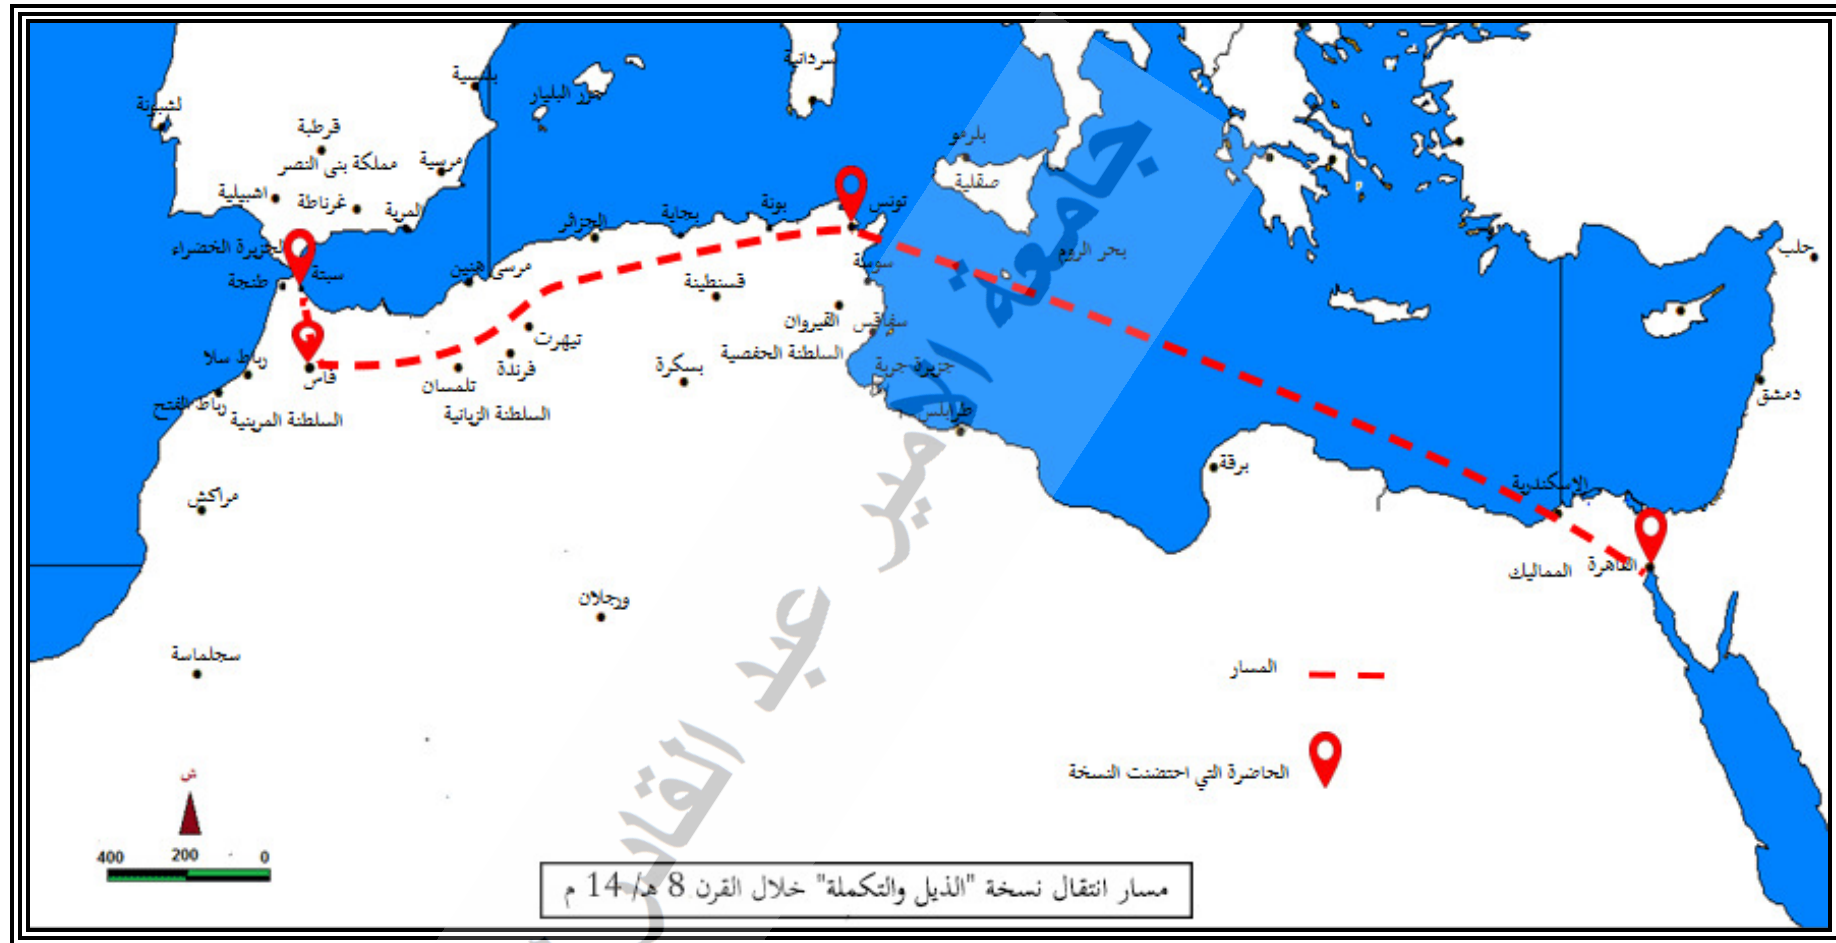 سردانية
بلنسية
جزر البليار
لشبونة
قرطبة
بلرمو
مملكة بني النصر
مرسية
صقلية
اشبيلية
غرناطة
المرية
الجزائر
بجاية
بونة
تونس
الجزيرة الخضراء
بحر الروم
حلب
طنجة
سبتة
مرسى هنين
قسنطينة
سوسة
القيروان
سفاقس
تيهرت
السلطنة الحفصية
رباط سلا
فاس
تلمسان
فرندة
بسكرة
جزيرة جربة
دمشق
رباط الفتح
السلطنة المرينية
السلطنة الزيانية
طرابلس
برقة
مراكش
الاسكندرية
المماليك
القاهرة
ورجلان
سجلماسة
المسار
الحاضرة التي احتضنت النسخة
ش
400 200 0
مسار انتقال نسخة "الذيل والتكملة" خلال القرن 8 هـ/ 14 م
جامعة الأمير عبد القادر